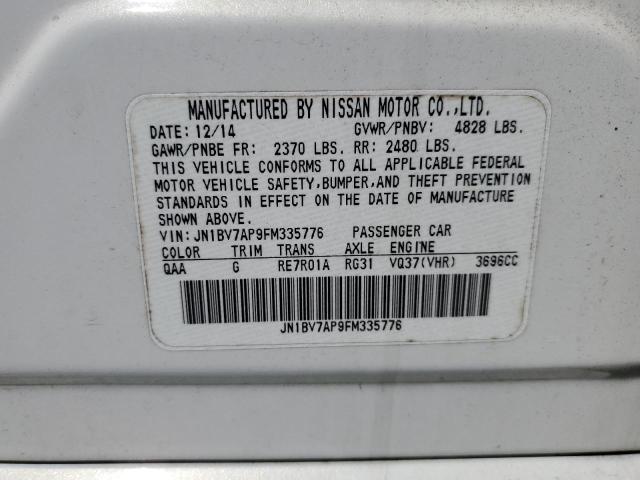 MANUFACTURED BY NISSAN MOTOR CO.,LTD.
DATE: 12/14 GVWR/PNBV: 4828 LBS.
GAWR/PNBE FR: 2370 LBS. RR: 2480 LBS.
THIS VEHICLE CONFORMS TO ALL APPLICABLE FEDERAL
MOTOR VEHICLE SAFETY,BUMPER,AND THEFT PREVENTION
STANDARDS IN EFFECT ON THE DATE OF MANUFACTURE
SHOWN ABOVE.
VIN: JN1BV7AP9FM335776 PASSENGER CAR
COLOR TRIM TRANS AXLE ENGINE
QAA G RE7R01A RG31 VQ37(VHR) 3696CC
JN1BV7AP9FM335776